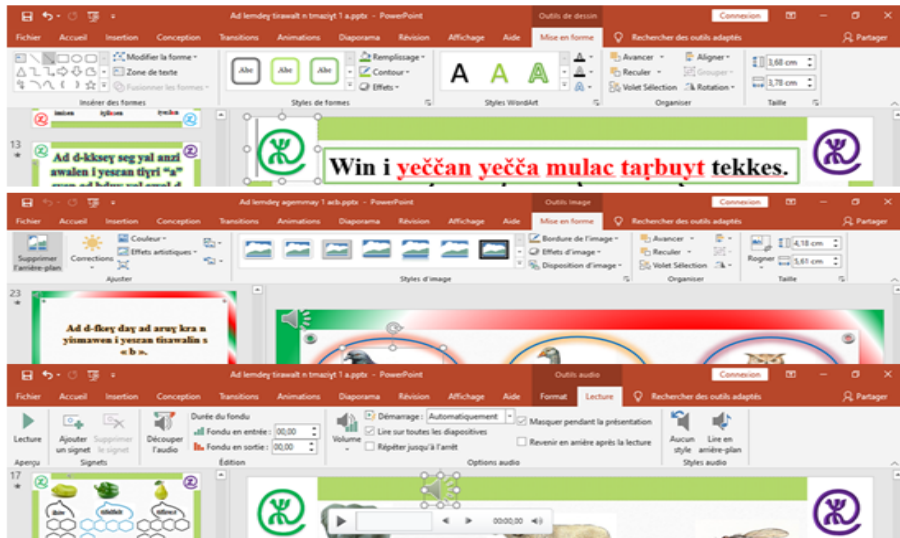 Ad lemdeɣ tirawalt n tmaziɣt 1 a.pptx - PowerPoint
Outils de dessin
Connexion
Fichier Accueil Insertion Conception Transitions Animations Diaporama Révision Affichage Aide Mise en forme Rechercher des outils adaptés Partager
Modifier la forme
Zone de texte
Fusionner les formes
Insérer des formes
Abc Abc Abc
Remplissage
Contour
Effets
Styles de formes
A A A
Styles WordArt
Avancer
Reculer
Volet Sélection
Aligner
Grouper
Rotation
Organiser
3,68 cm
3,78 cm
Taille
13
Ad d-kkseɣ seg yal anzi
awalen i yesɛan tiɣri “a”
Win i yeččan yečča mulac taṛbuyt tekkes.
Ad lemdeɣ agemmay 1 acb.pptx - PowerPoint
Outils Image
Connexion
Fichier Accueil Insertion Conception Transitions Animations Diaporama Révision Affichage Aide Mise en forme Rechercher des outils adaptés Partager
Supprimer
l'arrière-plan
Corrections
Couleur
Effets artistiques
Ajuster
Styles d'image
Bordure de l'image
Effets d'image
Disposition d'image
Avancer
Reculer
Volet Sélection
Organiser
Rogner
4,18 cm
5,61 cm
Taille
23
Ad d-fkeɣ daɣ ad aruɣ kra n
yismawen i yesɛan tisawalin s
« b ».
Ad lemdeɣ tirawalt n tmaziɣt 1 a.pptx - PowerPoint
Outils audio
Connexion
Fichier Accueil Insertion Conception Transitions Animations Diaporama Révision Affichage Aide Format Lecture Rechercher des outils adaptés Partager
Lecture
Aperçu
Ajouter
un signet
Supprimer
le signet
Signets
Découper
l'audio
Durée du fondu
Fondu en entrée : 00,00
Fondu en sortie : 00,00
Édition
Volume
Démarrage : Automatiquement
Lire sur toutes les diapositives
Répéter jusqu'à l'arrêt
Masquer pendant la présentation
Revenir en arrière après la lecture
Options audio
Aucun
style
Lire en
arrière-plan
Styles audio
17
00:00,00